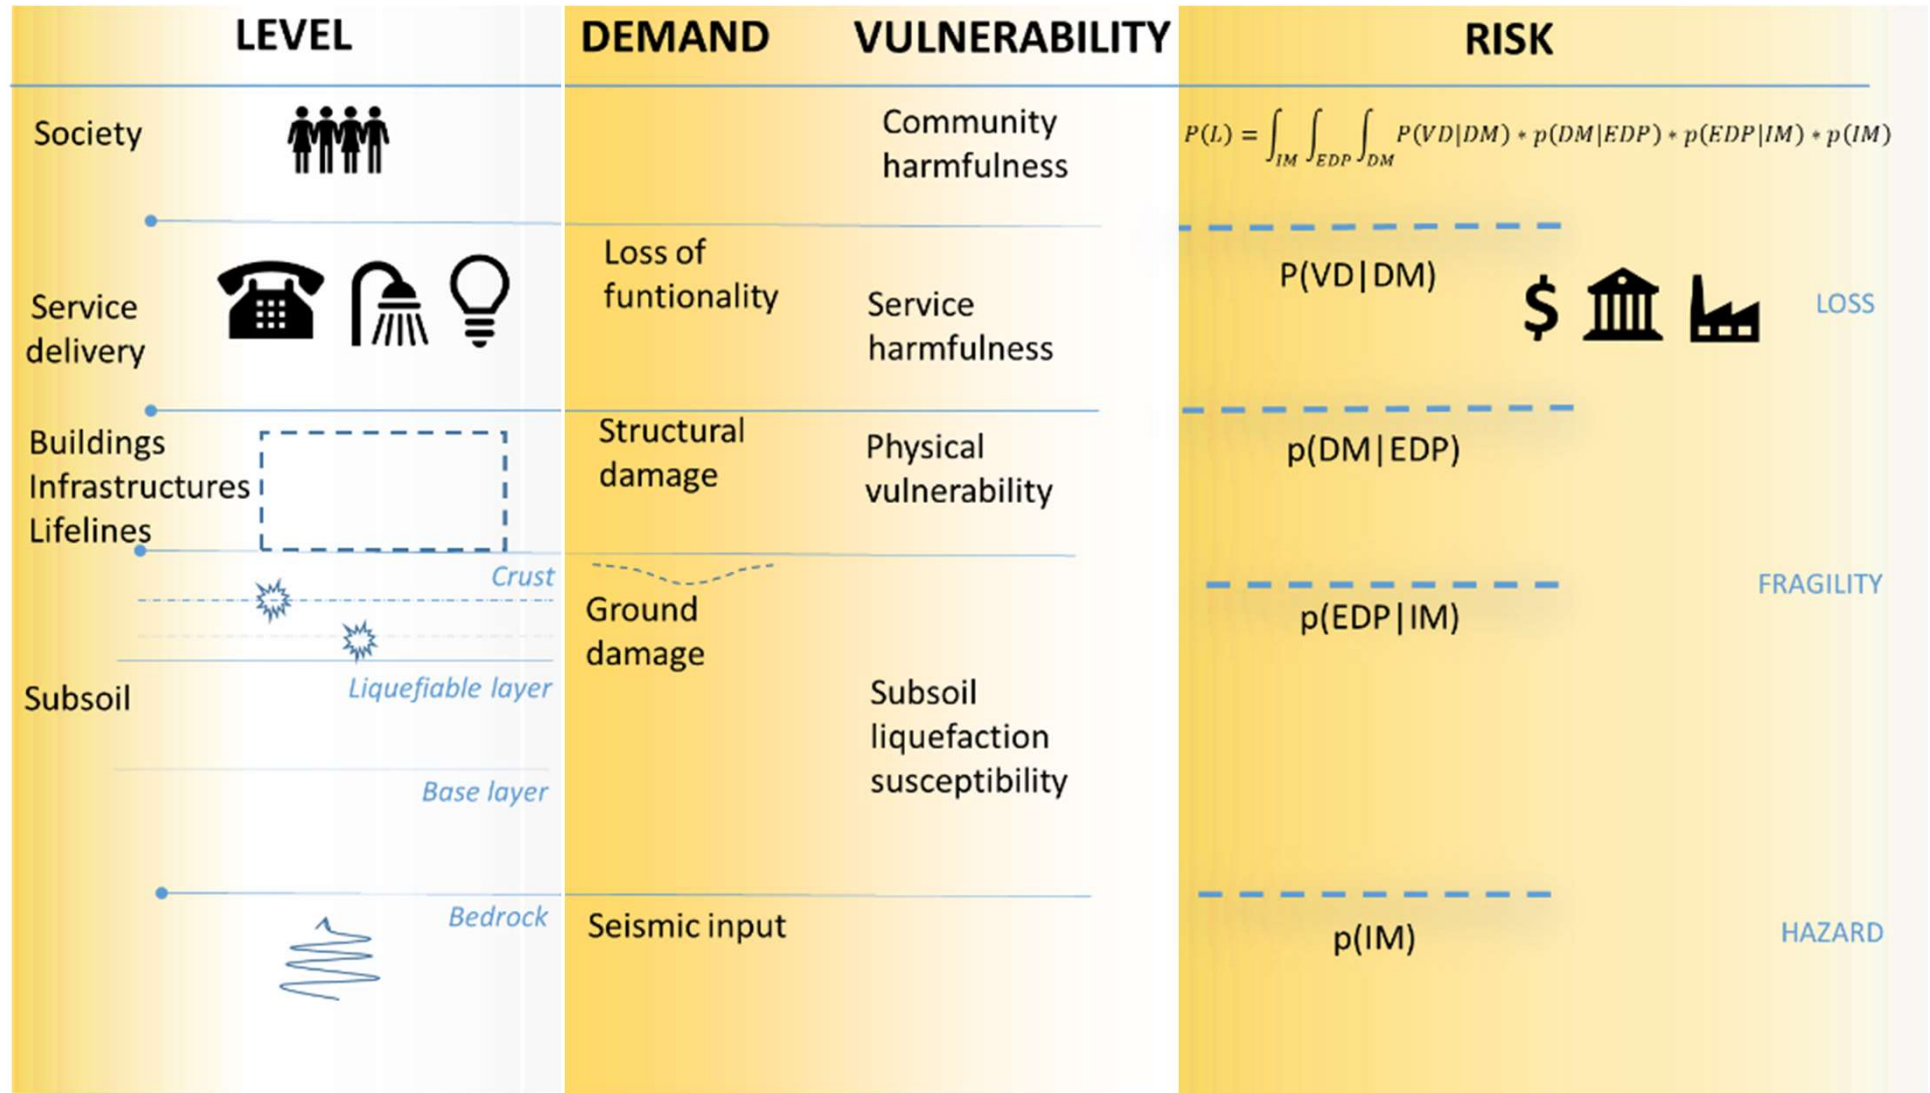 LEVEL DEMAND VULNERABILITY RISK
Society
Community
harmfulness
P(L) = ∫IM ∫EDP ∫DM P(VD|DM) * p(DM|EDP) * p(EDP|IM) * p(IM)
Service
delivery
Loss of
funtionality
Service
harmfulness
P(VD|DM)
$
LOSS
Buildings
Infrastructures
Lifelines
Structural
damage
Physical
vulnerability
p(DM|EDP)
Crust
Ground
damage
p(EDP|IM)
FRAGILITY
Subsoil
Liquefiable layer
Subsoil
liquefaction
susceptibility
Base layer
Bedrock
Seismic input
p(IM)
HAZARD